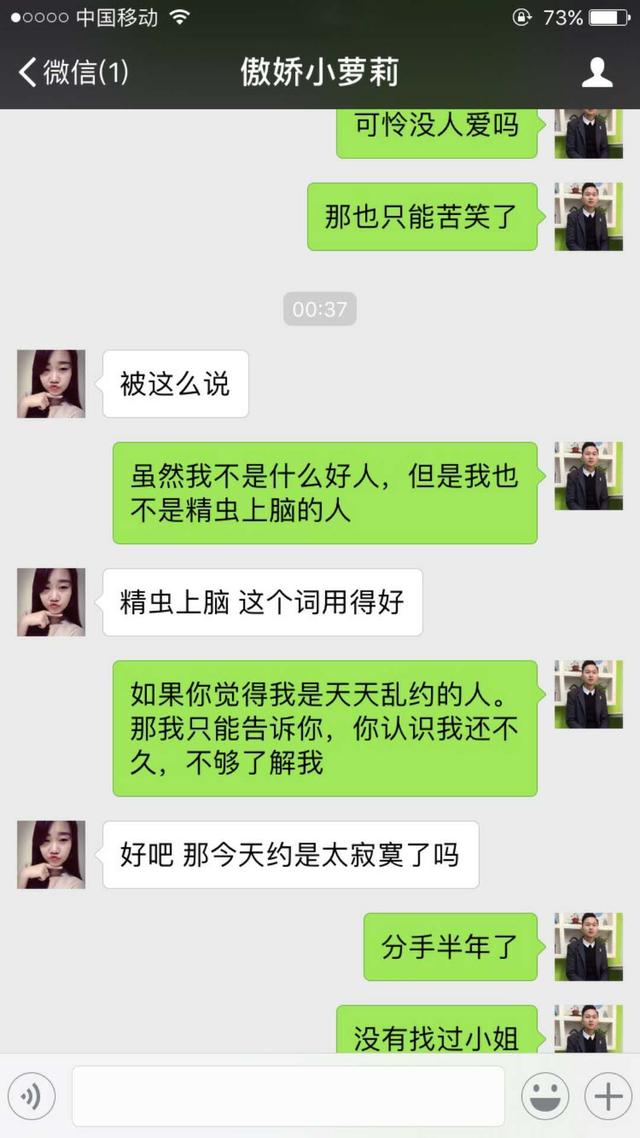 中国移动
73%
微信(1)
傲娇小萝莉
可怜没人爱吗
那也只能苦笑了
00:37
被这么说
虽然我不是什么好人，但是我也
不是精虫上脑的人
精虫上脑 这个词用得好
如果你觉得我是天天乱约的人。
那我只能告诉你，你认识我还不
久，不够了解我
好吧 那今天约是太寂寞了吗
分手半年了
没有找过小姐